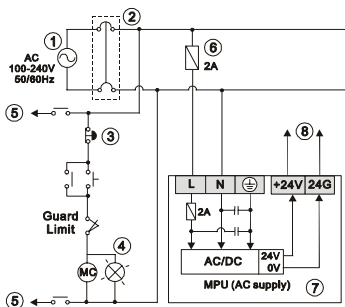 ①
②
AC
100-240V
50/60Hz
⑥
2A
⑤
③
⑧
L
N
+24V
24G
Guard
Limit
2A
④
MC
AC/DC
24V
0V
MPU (AC supply)
⑦
⑤